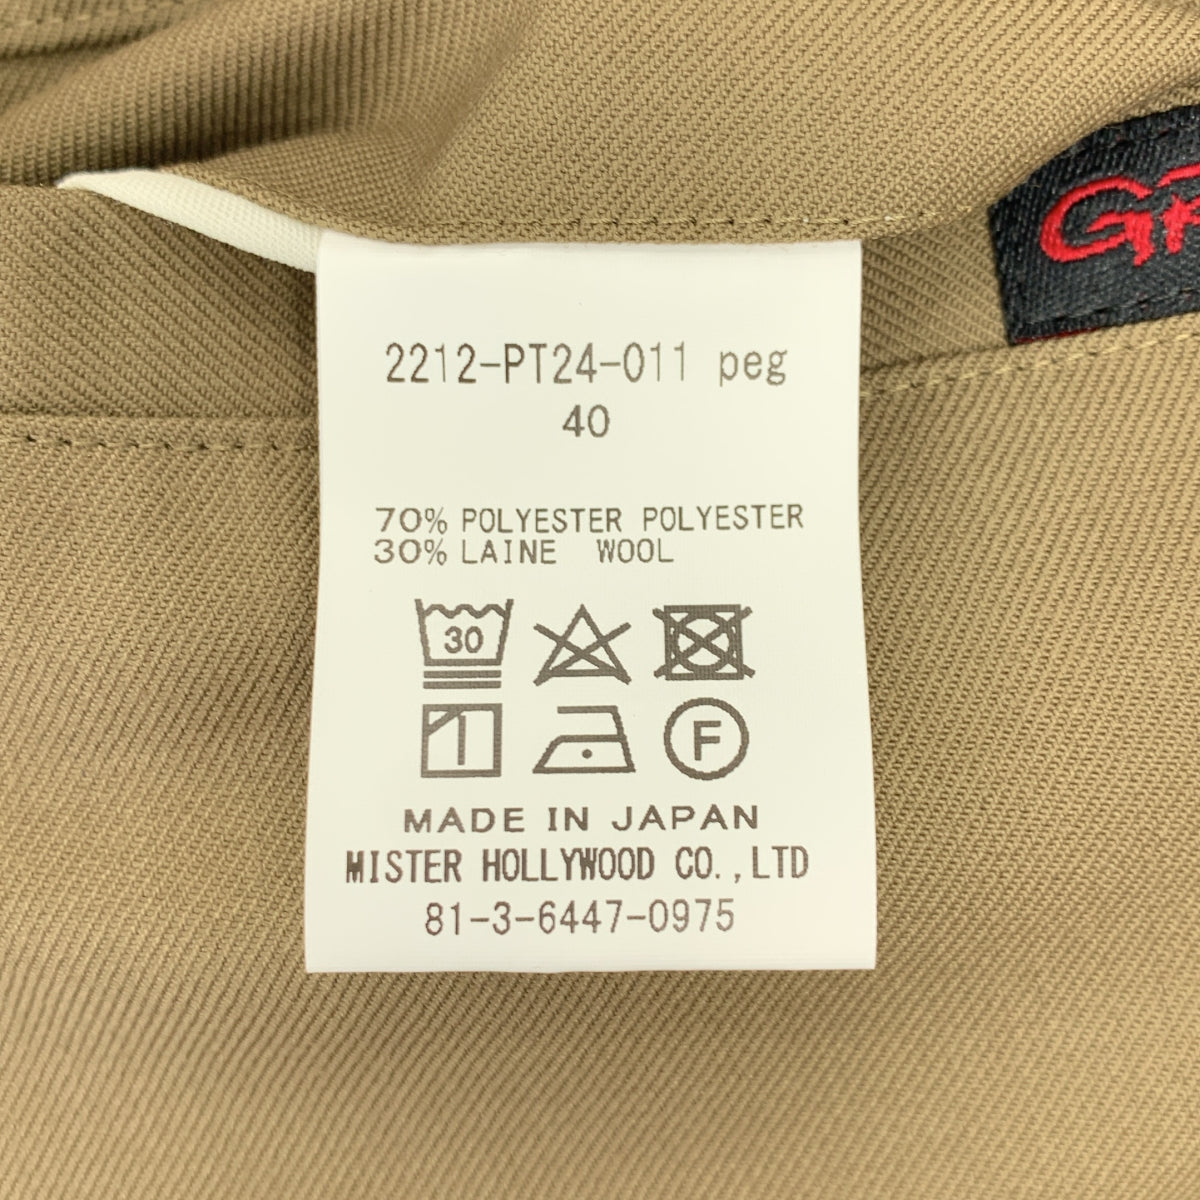 2212-PT24-011 peg
40
70% POLYESTER POLYESTER
30% LAINE WOOL
30
F
MADE IN JAPAN
MISTER HOLLYWOOD CO.,LTD
81-3-6447-0975